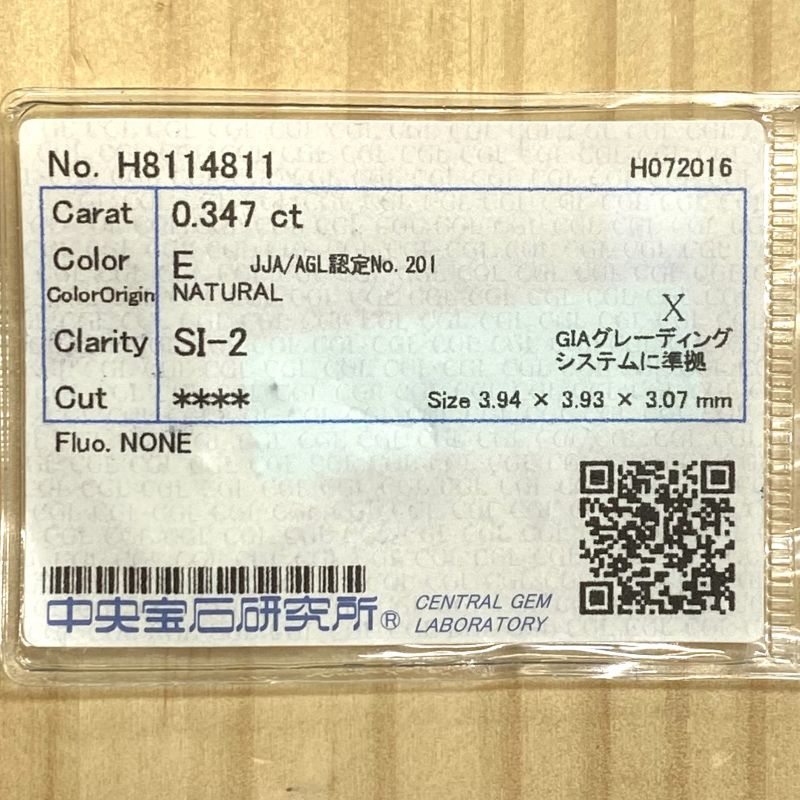 No. H8114811
H072016
Carat 0.347 ct
Color E JJA/AGL認定No.201
ColorOrigin NATURAL
X
Clarity SI-2
GIAグレーディング
システムに準拠
Cut **** Size 3.94 × 3.93 × 3.07 mm
Fluo. NONE
中央宝石研究所® CENTRAL GEM
LABORATORY